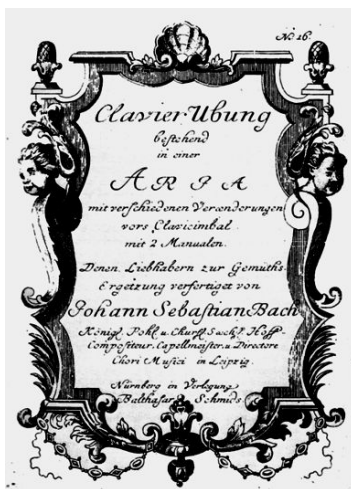 No. 16.
Clavier Ubung
bestehend
in einer
ARIA
mit verschiedenen Veraenderungen
vors Clavicimbal
mit 2 Manualen.
Denen Liebhabern zur Gemüths-
Ergetzung verfertiget von
Johann Sebastian Bach
Königl. Pohl. u. Churfl. Saechs. Hoff-
Compositeur, Capellmeister, u. Directore
Chori Musici in Leipzig.
Nürnberg in Verlegung
Balthasar Schmids